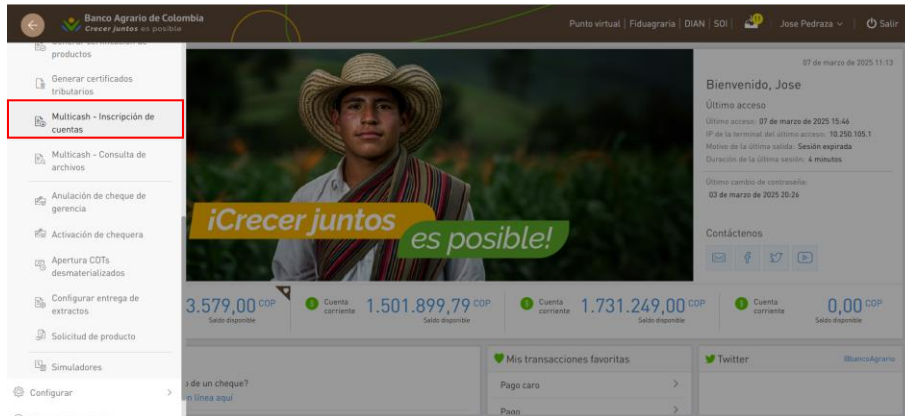 Banco Agrario de Colombia
Crecer juntos es posible
Punto virtual | Fiduagraria | DIAN | SOI |
Jose Pedraza
Salir
productos
Generar certificados
tributarios
Multicash - Inscripción de
cuentas
Multicash - Consulta de
archivos
Anulación de cheque de
gerencia
Activación de chequera
Apertura CDTs
desmaterializados
Configurar entrega de
extractos
Solicitud de producto
Simuladores
Configurar
¡Crecer juntos
es posible!
07 de marzo de 2025 11:13
Bienvenido, Jose
Último acceso
Último acceso: 07 de marzo de 2025 15:46
IP de la terminal del último acceso: 10.250.105.1
Motivo de la última salida: Sesión expirada
Duración de la última sesión: 4 minutos
Último cambio de contraseña:
03 de marzo de 2025 20:26
Contáctenos
3.579,00 COP
Saldo disponible
Cuenta
corriente
1.501.899,79 COP
Saldo disponible
Cuenta
corriente
1.731.249,00 COP
Saldo disponible
Cuenta
corriente
0,00 COP
Saldo disponible
de un cheque?
en línea aquí
Mis transacciones favoritas
Pago caro
Pago
Twitter
@bancoAgrario